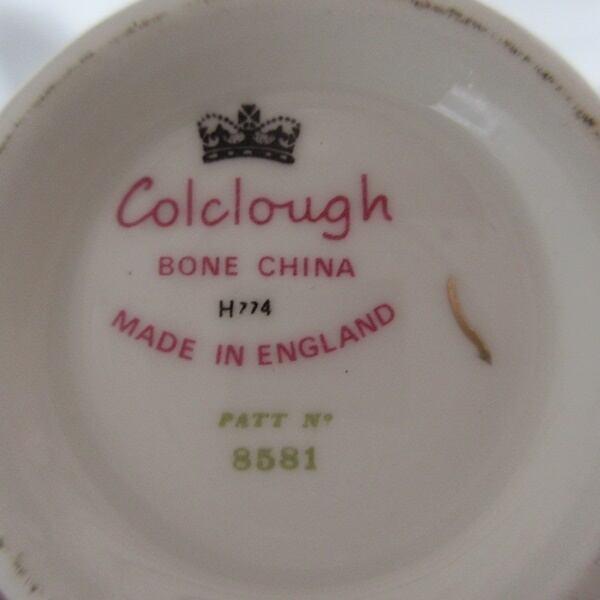 Colclough
BONE CHINA
H774
MADE IN ENGLAND
PATT Nº
8581